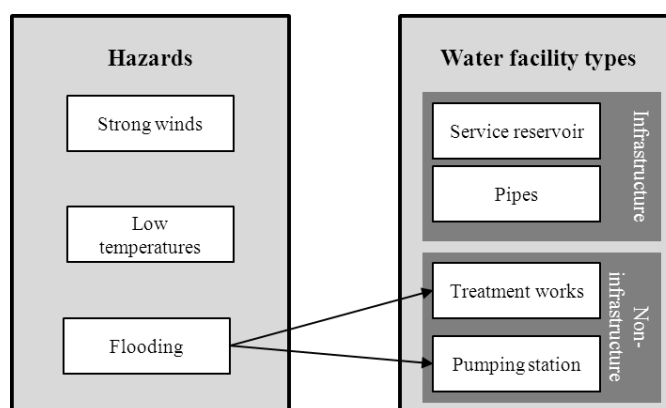 Hazards
Strong winds
Low
temperatures
Flooding
Water facility types
Service reservoir
Pipes
Infrastructure
Treatment works
Pumping station
Non-
infrastructure